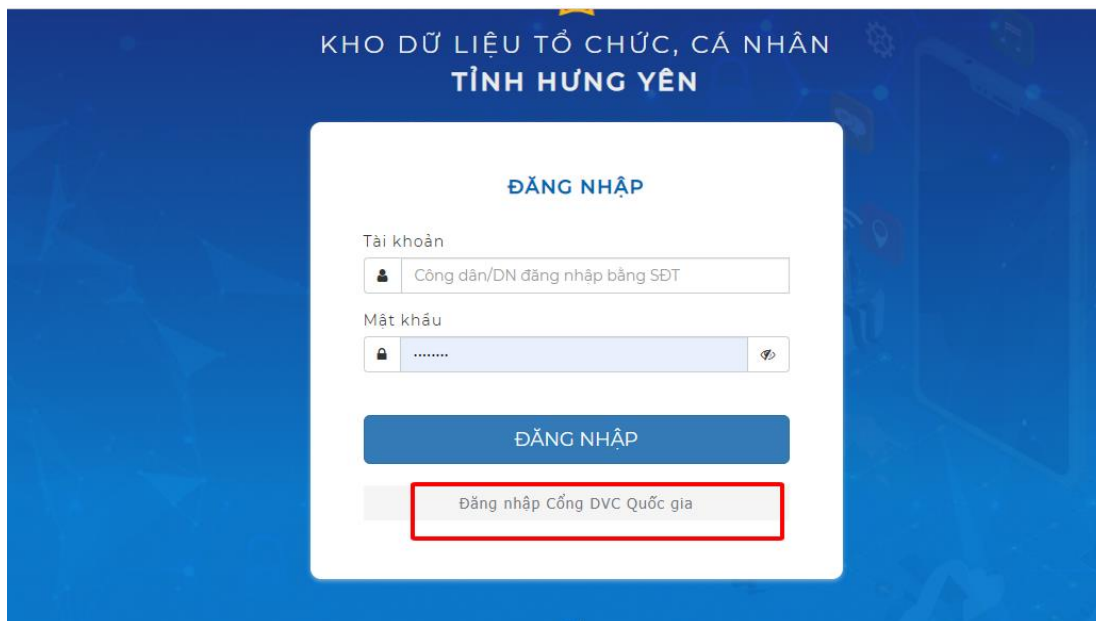 KHO DỮ LIỆU TỔ CHỨC, CÁ NHÂN
TỈNH HƯNG YÊN
ĐĂNG NHẬP
Tài khoản
Công dân/DN đăng nhập bằng SĐT
Mật khẩu
········
ĐĂNG NHẬP
Đăng nhập Cổng DVC Quốc gia